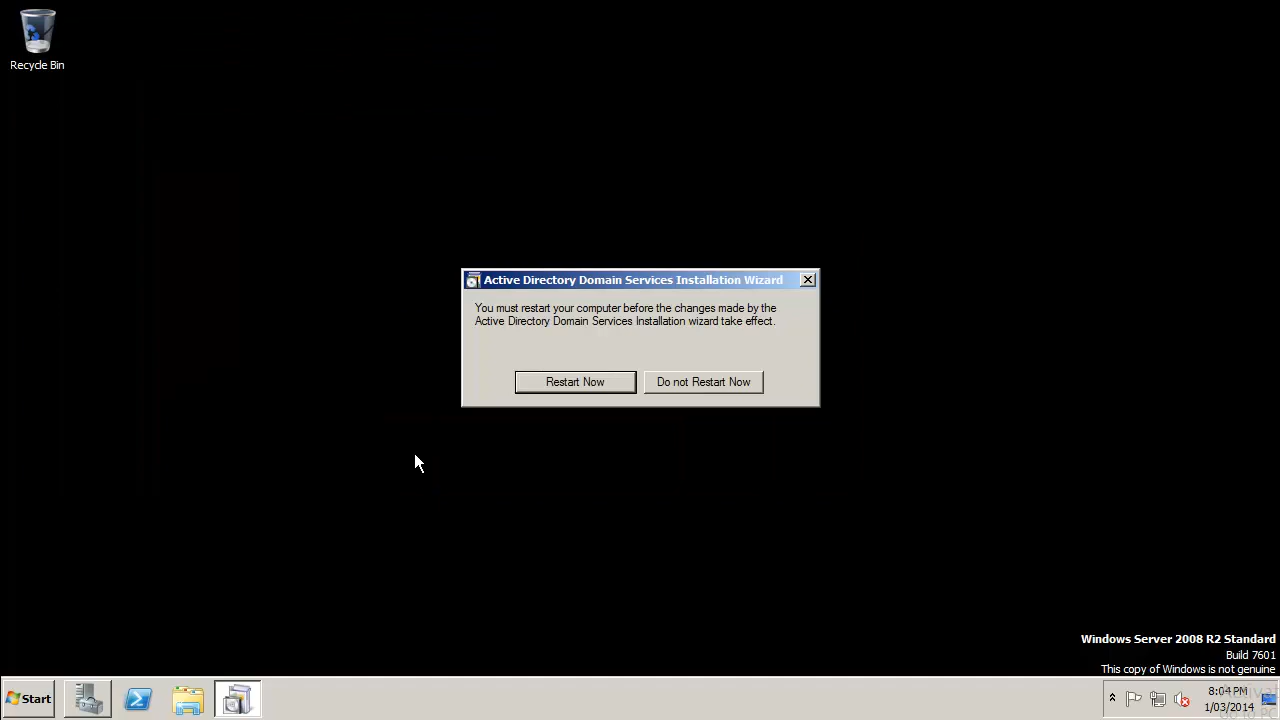 Recycle Bin
Active Directory Domain Services Installation Wizard
You must restart your computer before the changes made by the
Active Directory Domain Services Installation wizard take effect.
Restart Now
Do not Restart Now
Windows Server 2008 R2 Standard
Build 7601
This copy of Windows is not genuine
Start
8:04 PM
1/03/2014